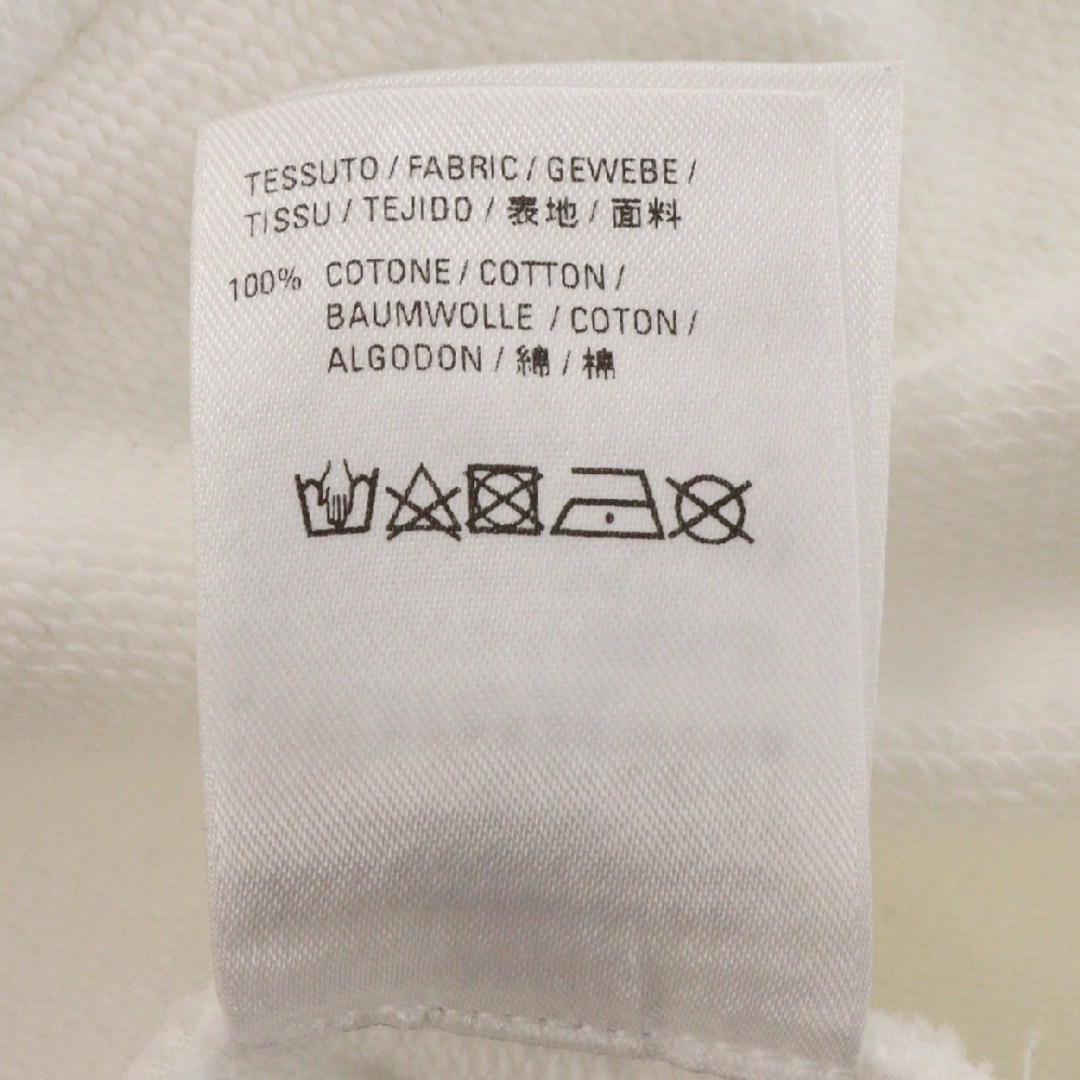 TESSUTO / FABRIC / GEWEBE /
TISSU / TEJIDO / 表地 / 面料
100% COTONE / COTTON /
BAUMWOLLE / COTON /
ALGODON / 綿 / 棉